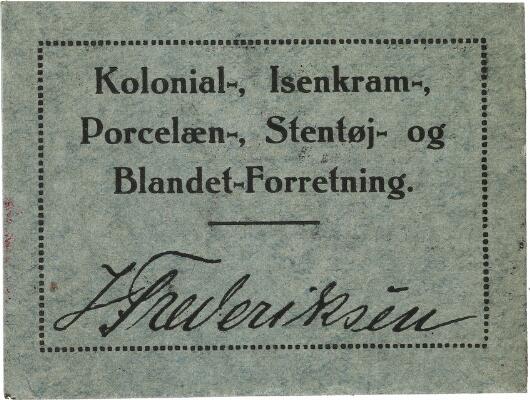 Kolonial-, Isenkram-,
Porcelæn-, Stentøj- og
Blandet-Forretning.
J Frederiksen